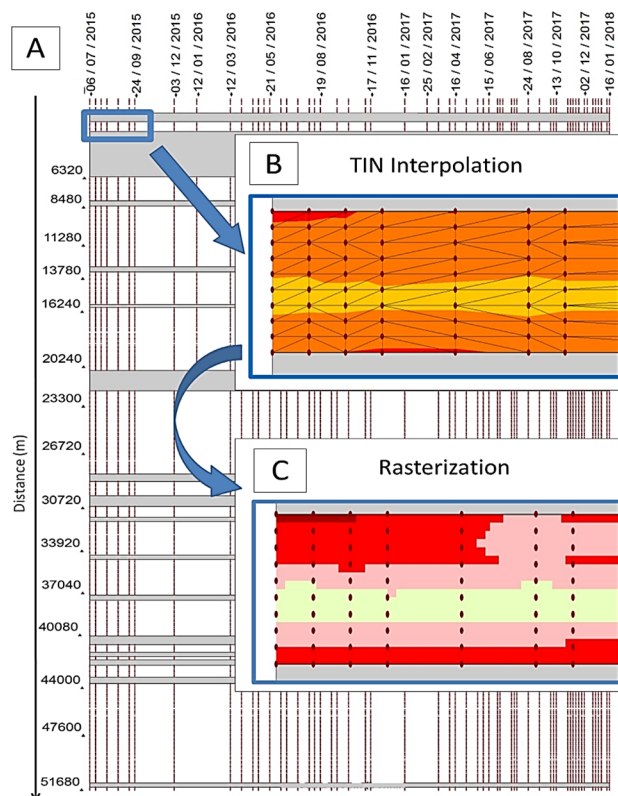 A
-06 / 07 / 2015
-24 / 09 / 2015
-03 / 12 / 2015
-12 / 01 / 2016
-12 / 03 / 2016
-21 / 05 / 2016
-19 / 08 / 2016
-17 / 11 / 2016
-16 / 01 / 2017
-25 / 02 / 2017
-16 / 04 / 2017
-15 / 06 / 2017
-24 / 08 / 2017
-13 / 10 / 2017
-02 / 12 / 2017
-16 / 01 / 2018
Distance (m)
6320
8480
11280
13780
16240
20240
23300
26720
30720
33920
37040
40080
44000
47600
51680
B
TIN Interpolation
C
Rasterization